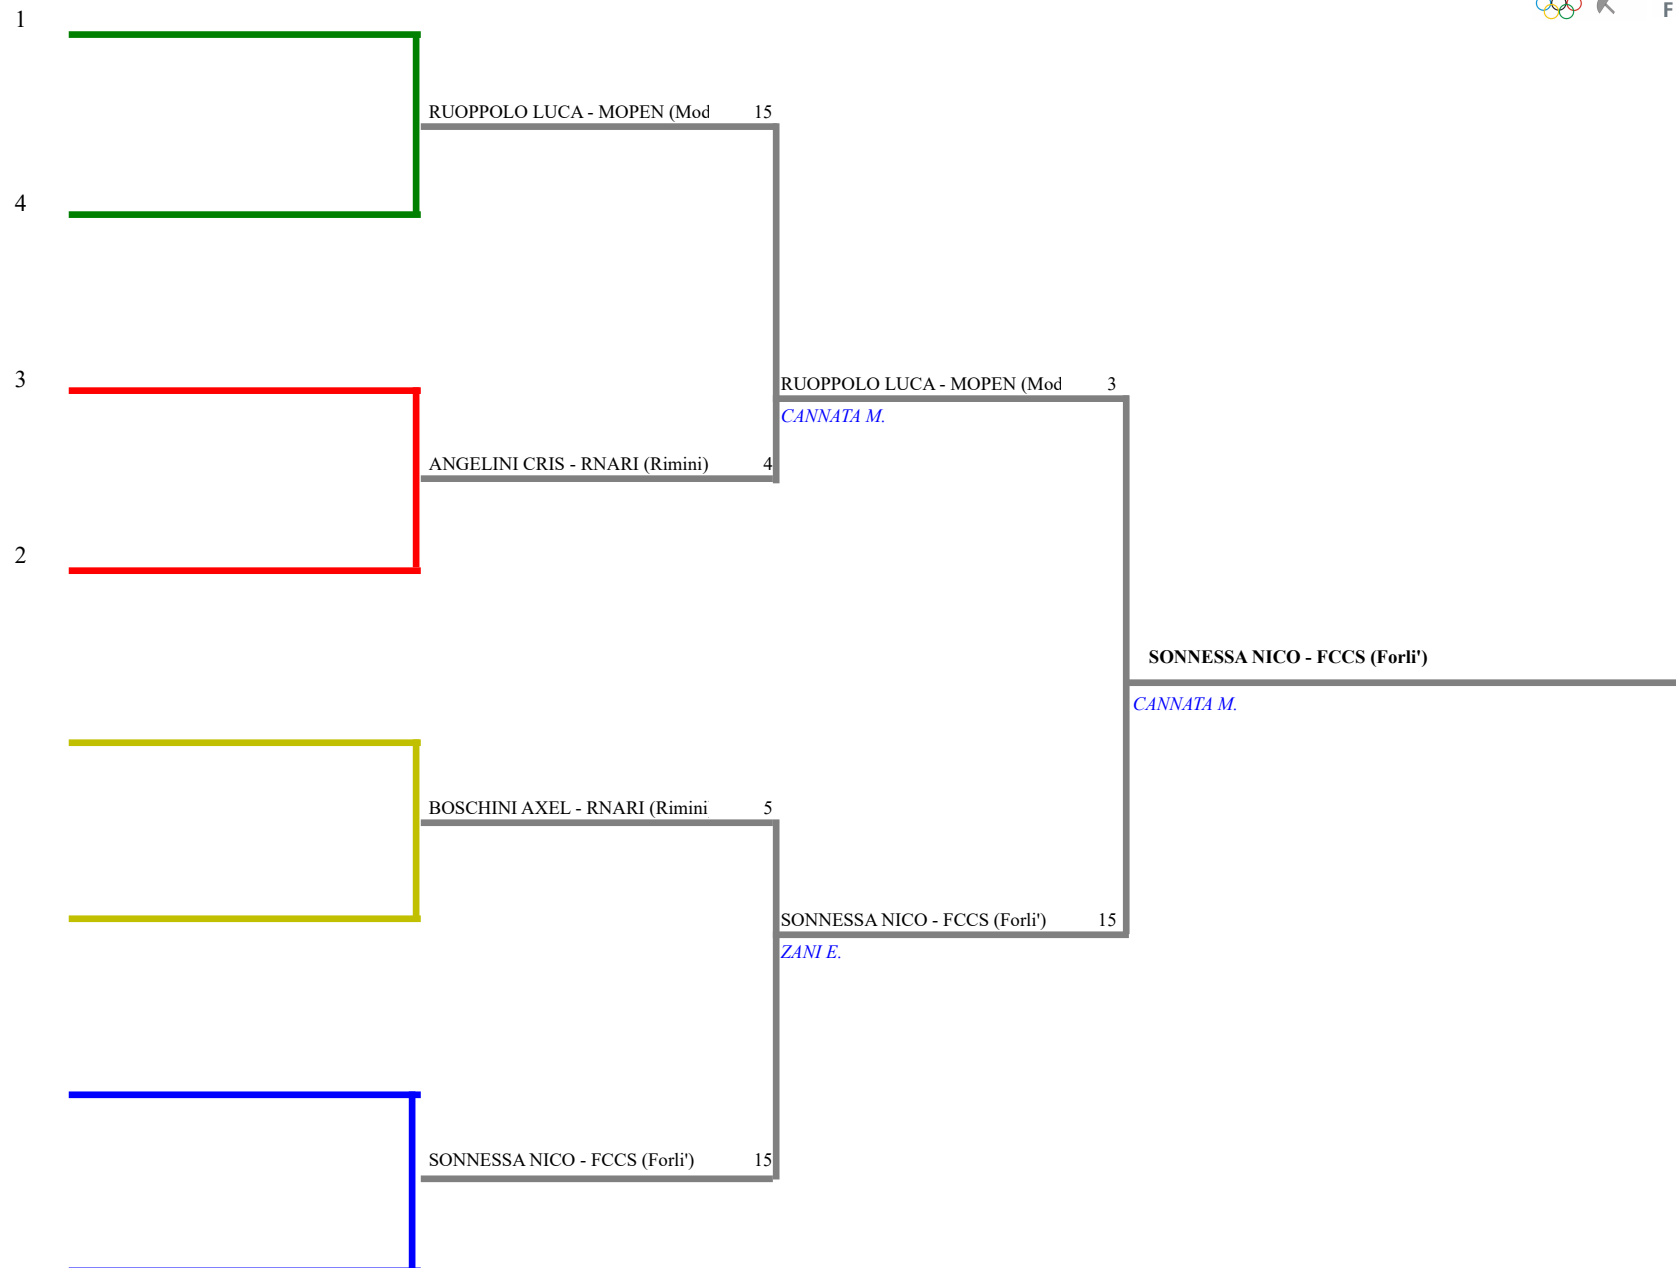 1
F
RUOPPOLO LUCA - MOPEN (Mod 15
4
3
RUOPPOLO LUCA - MOPEN (Mod 3
CANNATA M.
ANGELINI CRIS - RNARI (Rimini) 4
2
SONNESSA NICO - FCCS (Forli')
CANNATA M.
BOSCHINI AXEL - RNARI (Rimini 5
SONNESSA NICO - FCCS (Forli') 15
ZANI E.
SONNESSA NICO - FCCS (Forli') 15